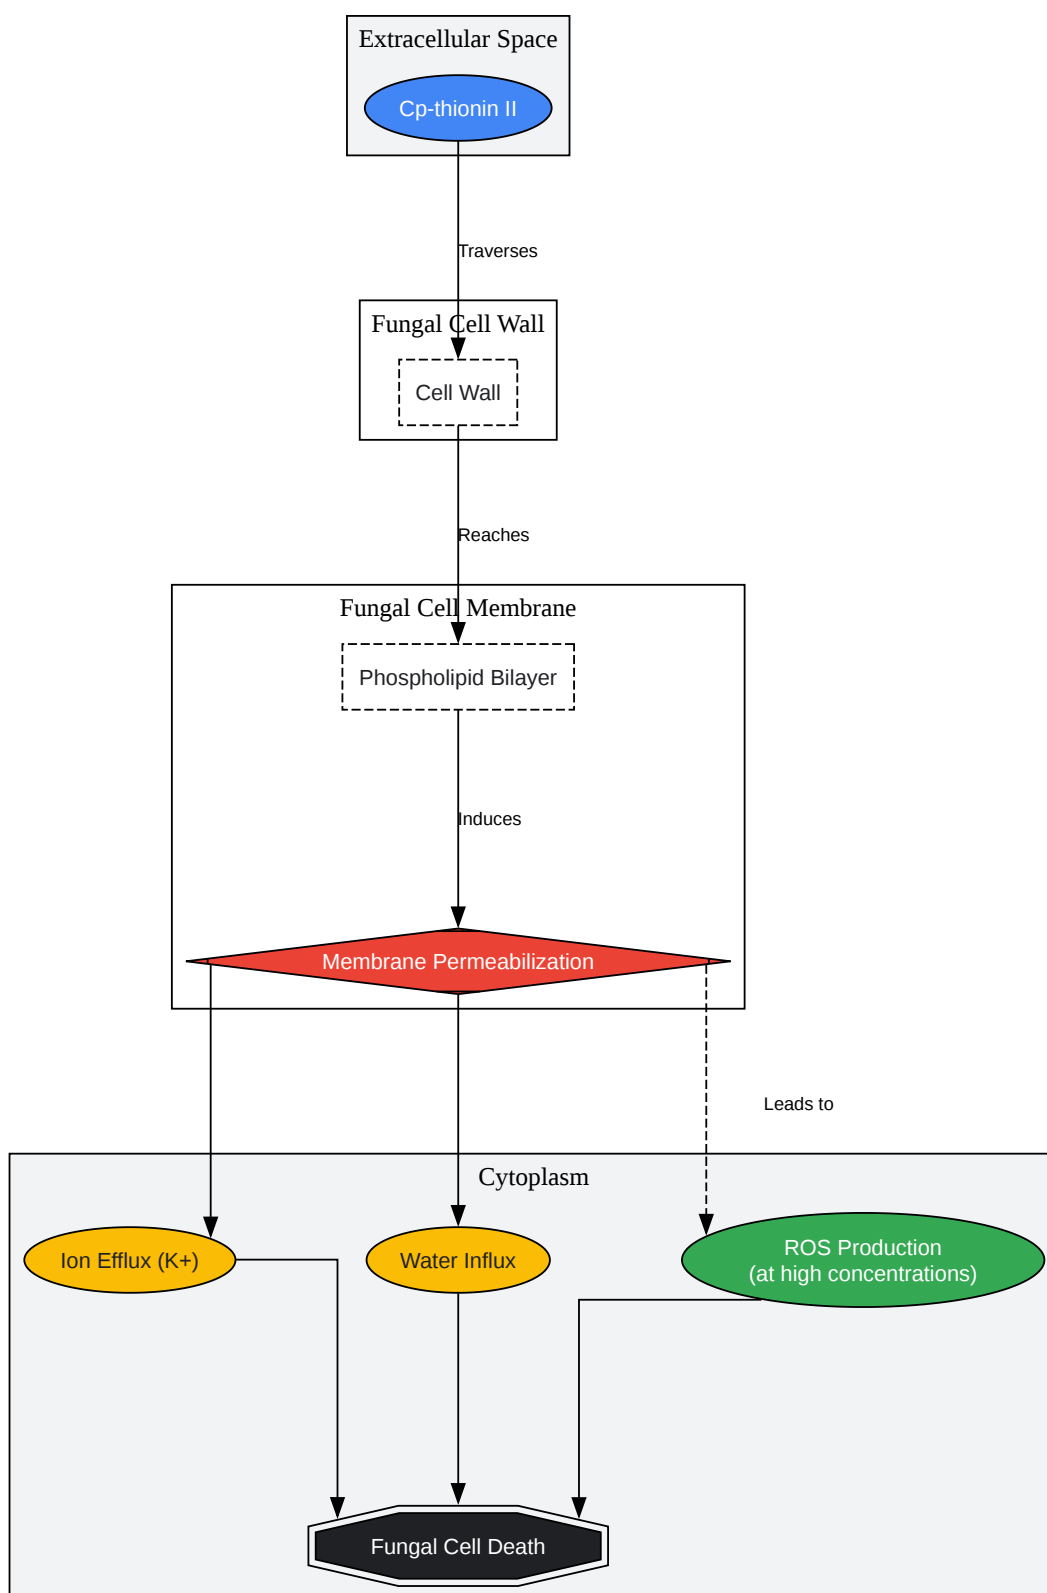 Extracellular Space
Cp-thionin II
Traverses
Fungal Cell Wall
Cell Wall
Reaches
Fungal Cell Membrane
Phospholipid Bilayer
Induces
Membrane Permeabilization
Leads to
Cytoplasm
Ion Efflux (K+)
Water Influx
ROS Production
(at high concentrations)
Fungal Cell Death